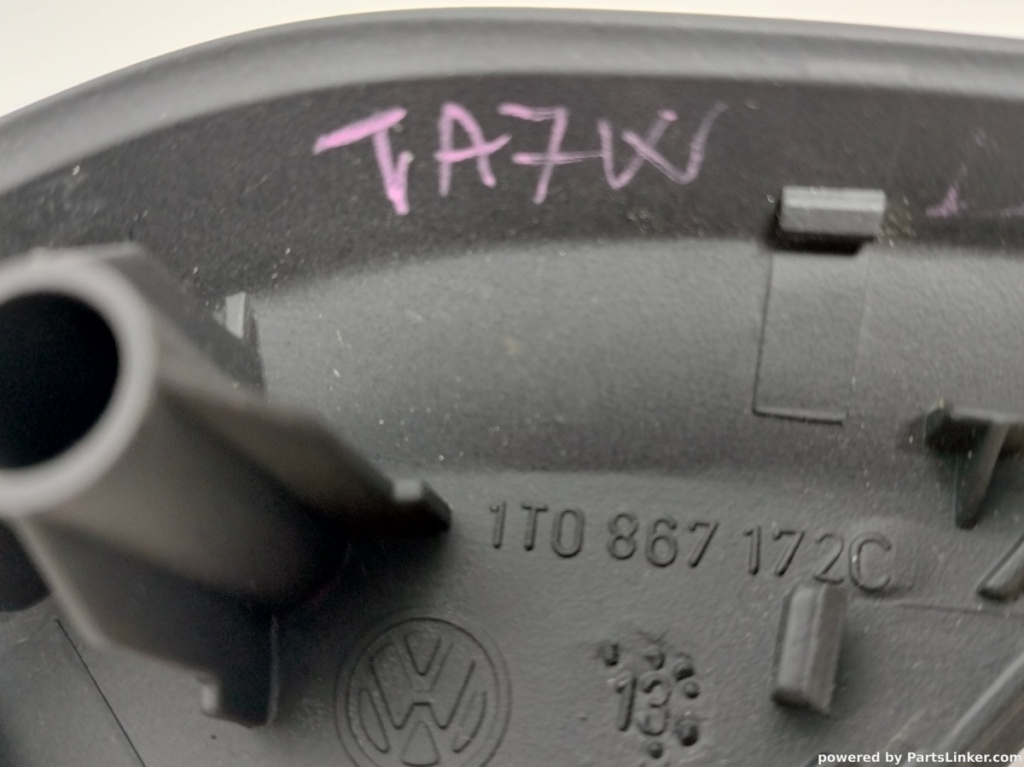 TA7W
1T0 867 172C
13
powered by PartsLinker.com